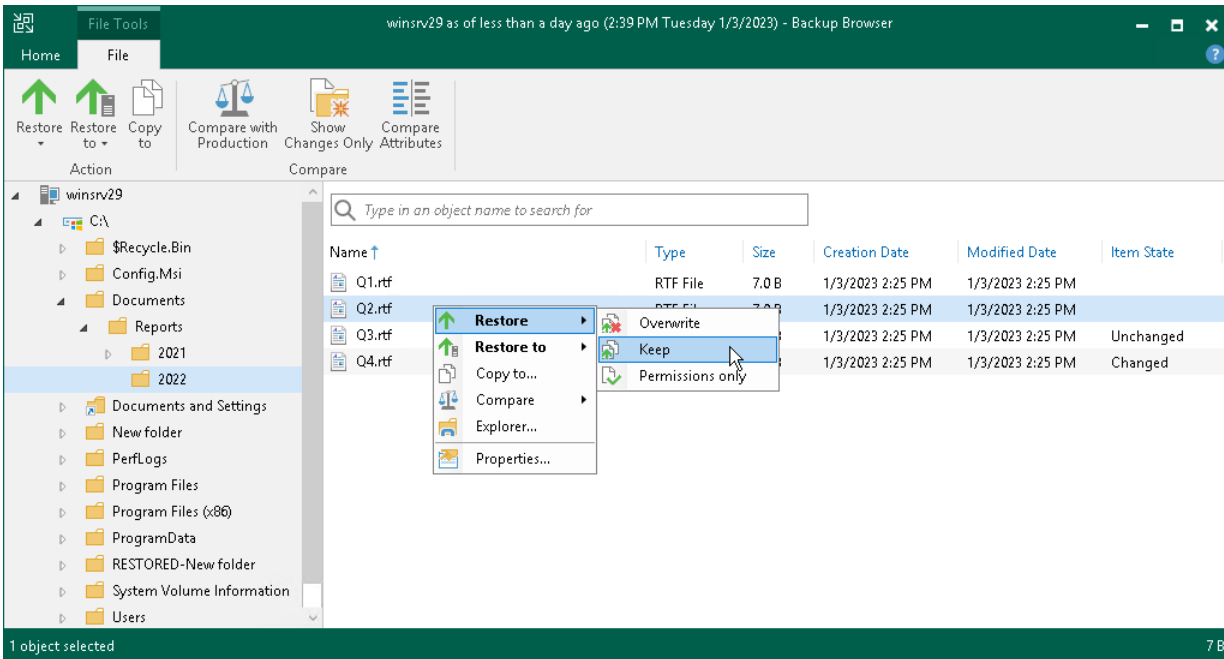 File Tools
winsrv29 as of less than a day ago (2:39 PM Tuesday 1/3/2023) - Backup Browser
Home File
Restore Restore to Copy to Compare with Production Show Changes Only Compare Attributes
Action Compare
winsrv29
C:\
$Recycle.Bin
Config.Msi
Documents
Reports
2021
2022
Documents and Settings
New folder
PerfLogs
Program Files
Program Files (x86)
ProgramData
RESTORED-New folder
System Volume Information
Users
Type in an object name to search for
Name Type Size Creation Date Modified Date Item State
Q1.rtf RTF File 7.0 B 1/3/2023 2:25 PM 1/3/2023 2:25 PM
Q2.rtf 1/3/2023 2:25 PM 1/3/2023 2:25 PM
Q3.rtf 1/3/2023 2:25 PM 1/3/2023 2:25 PM Unchanged
Q4.rtf 1/3/2023 2:25 PM 1/3/2023 2:25 PM Changed
Restore
Restore to
Copy to...
Compare
Explorer...
Properties...
Overwrite
Keep
Permissions only
1 object selected 7 B